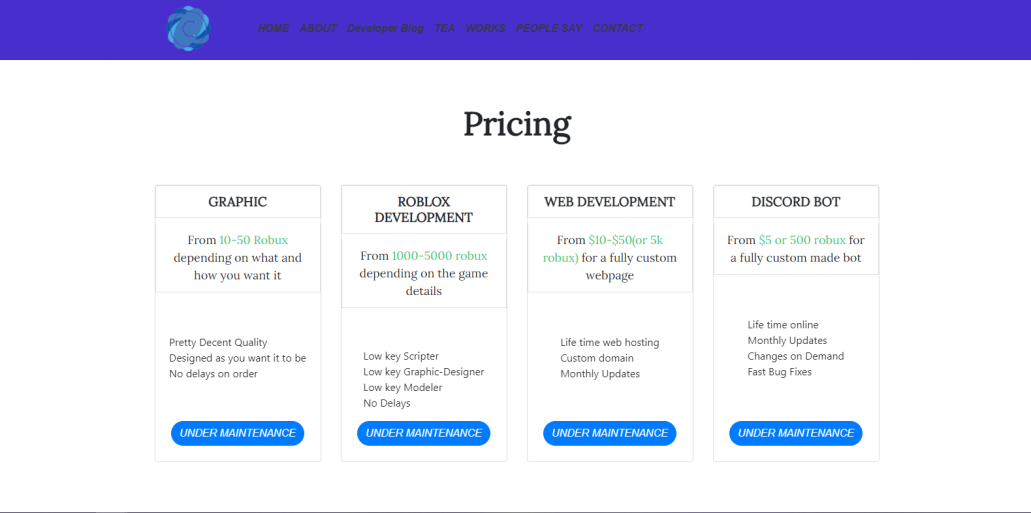 HOME ABOUT Developer Blog TEA WORKS PEOPLE SAY CONTACT
Pricing
GRAPHIC
From 10-50 Robux
depending on what and
how you want it
Pretty Decent Quality
Designed as you want it to be
No delays on order
UNDER MAINTENANCE
ROBLOX
DEVELOPMENT
From 1000-5000 robux
depending on the game
details
Low key Scripter
Low key Graphic-Designer
Low key Modeler
No Delays
UNDER MAINTENANCE
WEB DEVELOPMENT
From $10-$50(or 5k
robux) for a fully custom
webpage
Life time web hosting
Custom domain
Monthly Updates
UNDER MAINTENANCE
DISCORD BOT
From $5 or 500 robux for
a fully custom made bot
Life time online
Monthly Updates
Changes on Demand
Fast Bug Fixes
UNDER MAINTENANCE